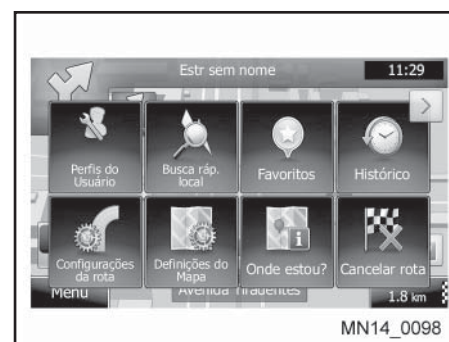 Estr sem nome
11:29
Perfis do
Usuário
Busca ráp.
local
Favoritos
Histórico
Configurações
da rota
Definições do
Mapa
Onde estou?
Cancelar rota
Menu
Avenida Tiradentes
1.8 km
MN14_0098